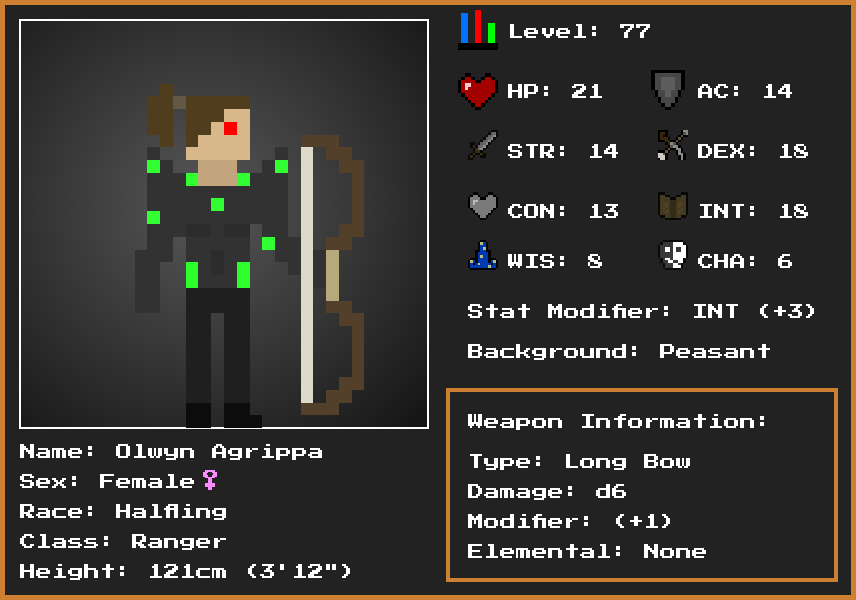 Level: 77
HP: 21
AC: 14
STR: 14
DEX: 18
CON: 13
INT: 18
WIS: 8
CHA: 6
Stat Modifier: INT (+3)
Background: Peasant
Weapon Information:
Type: Long Bow
Damage: d6
Modifier: (+1)
Elemental: None
Name: Olwyn Agrippa
Sex: Female♀
Race: Halfling
Class: Ranger
Height: 121cm (3'12")